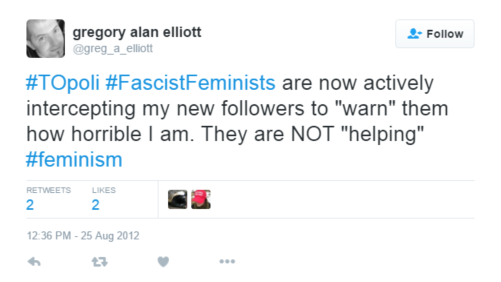 gregory alan elliott
@greg_a_elliott
Follow
#TOpoli #FascistFeminists are now actively
intercepting my new followers to "warn" them
how horrible I am. They are NOT "helping"
#feminism
RETWEETS LIKES
2 2
12:36 PM - 25 Aug 2012